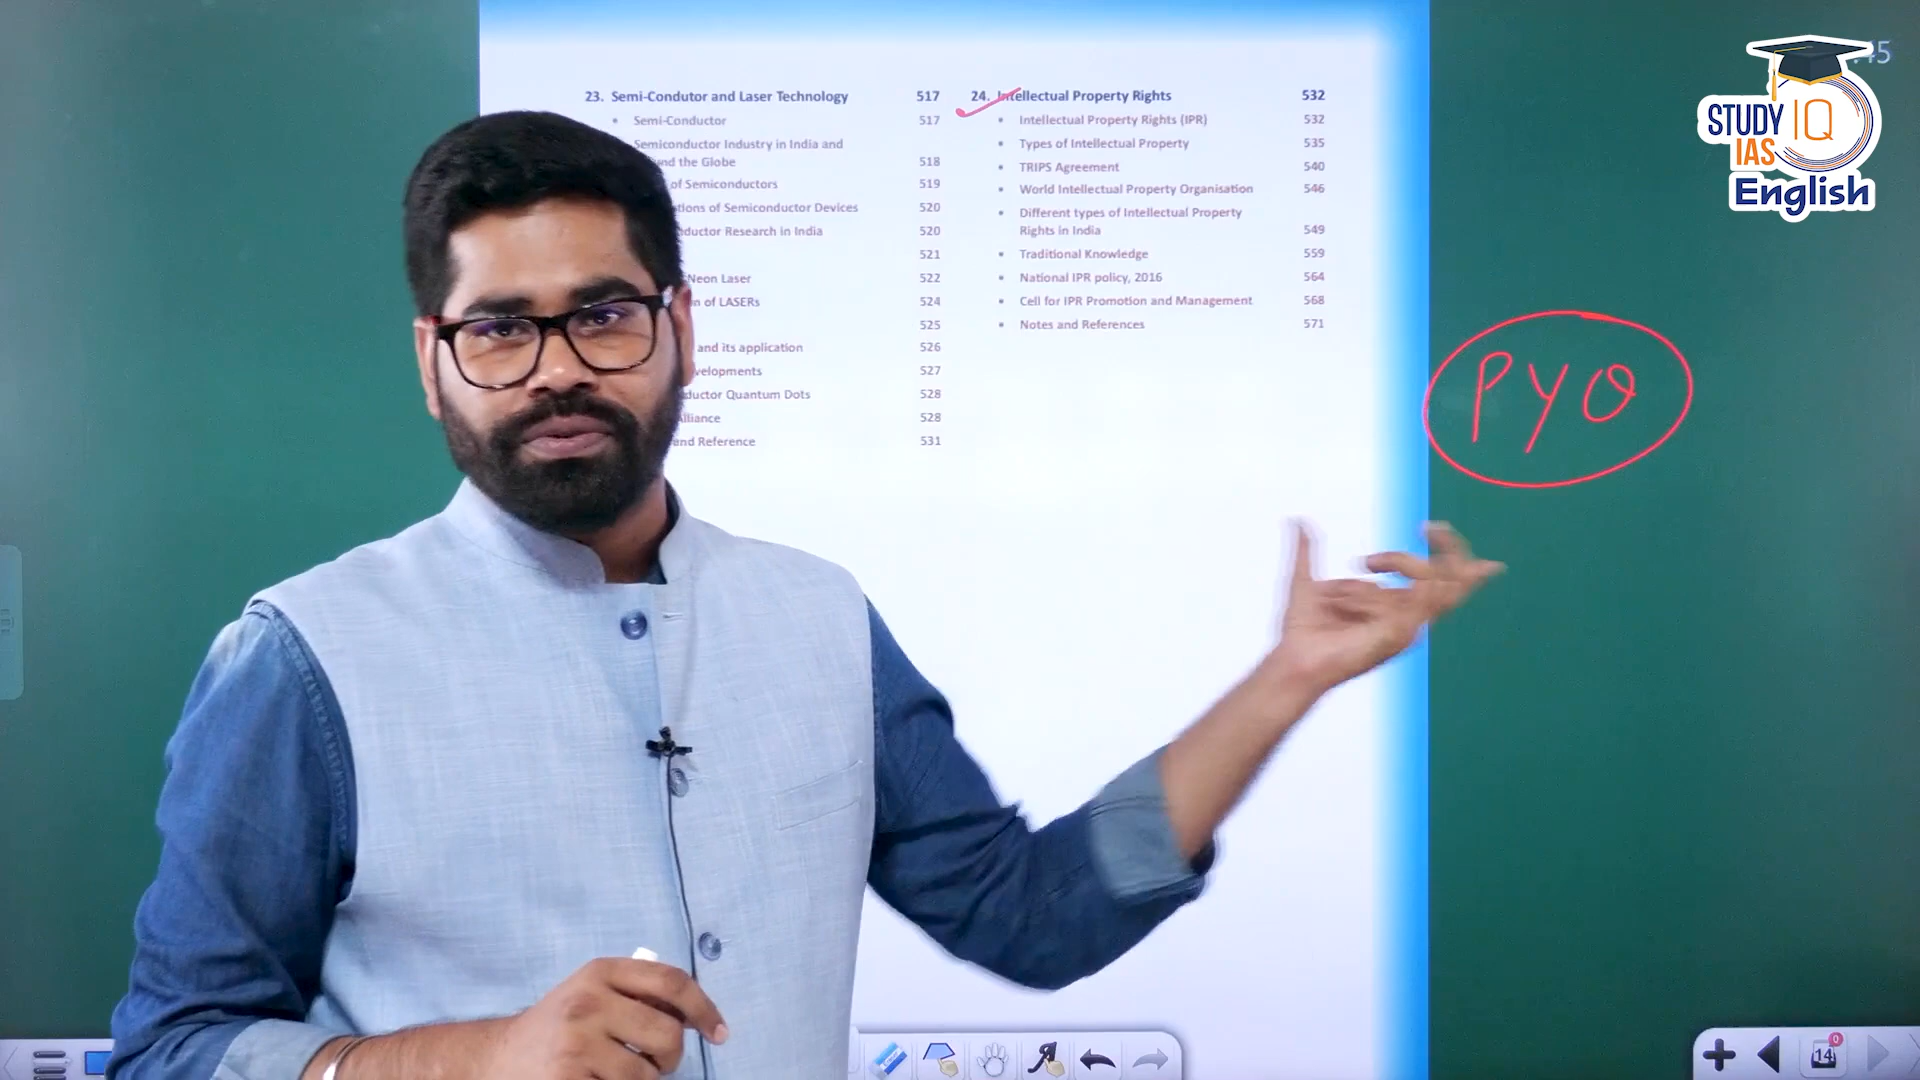 23. Semi-Condutor and Laser Technology 517
• Semi-Conductor 517
Semiconductor Industry in India and
the Globe 518
of Semiconductors 519
of Semiconductor Devices 520
Research in India 520
521
Neon Laser 522
of LASERs 524
525
and its application 526
527
Quantum Dots 528
Alliance 528
and Reference 531
24. Intellectual Property Rights 532
• Intellectual Property Rights (IPR) 532
• Types of Intellectual Property 535
• TRIPS Agreement 540
• World Intellectual Property Organisation 546
• Different types of Intellectual Property
Rights in India 549
• Traditional Knowledge 559
• National IPR policy, 2016 564
• Cell for IPR Promotion and Management 568
• Notes and References 571
PYQ
STUDY IQ
IAS
English
14
0